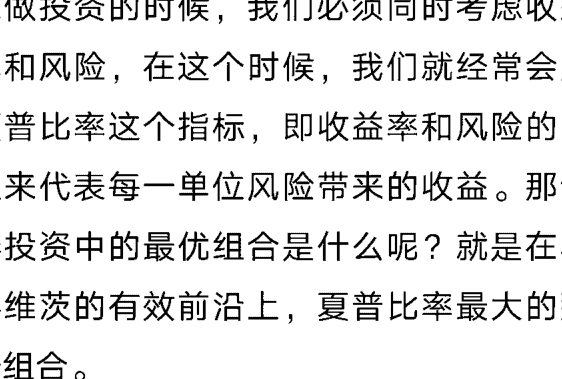 做投资的时候，我们必须同时考虑收
和风险，在这个时候，我们就经常会
普比率这个指标，即收益率和风险的
来代表每一单位风险带来的收益。那
投资中的最优组合是什么呢？就是在
维茨的有效前沿上，夏普比率最大的
组合。